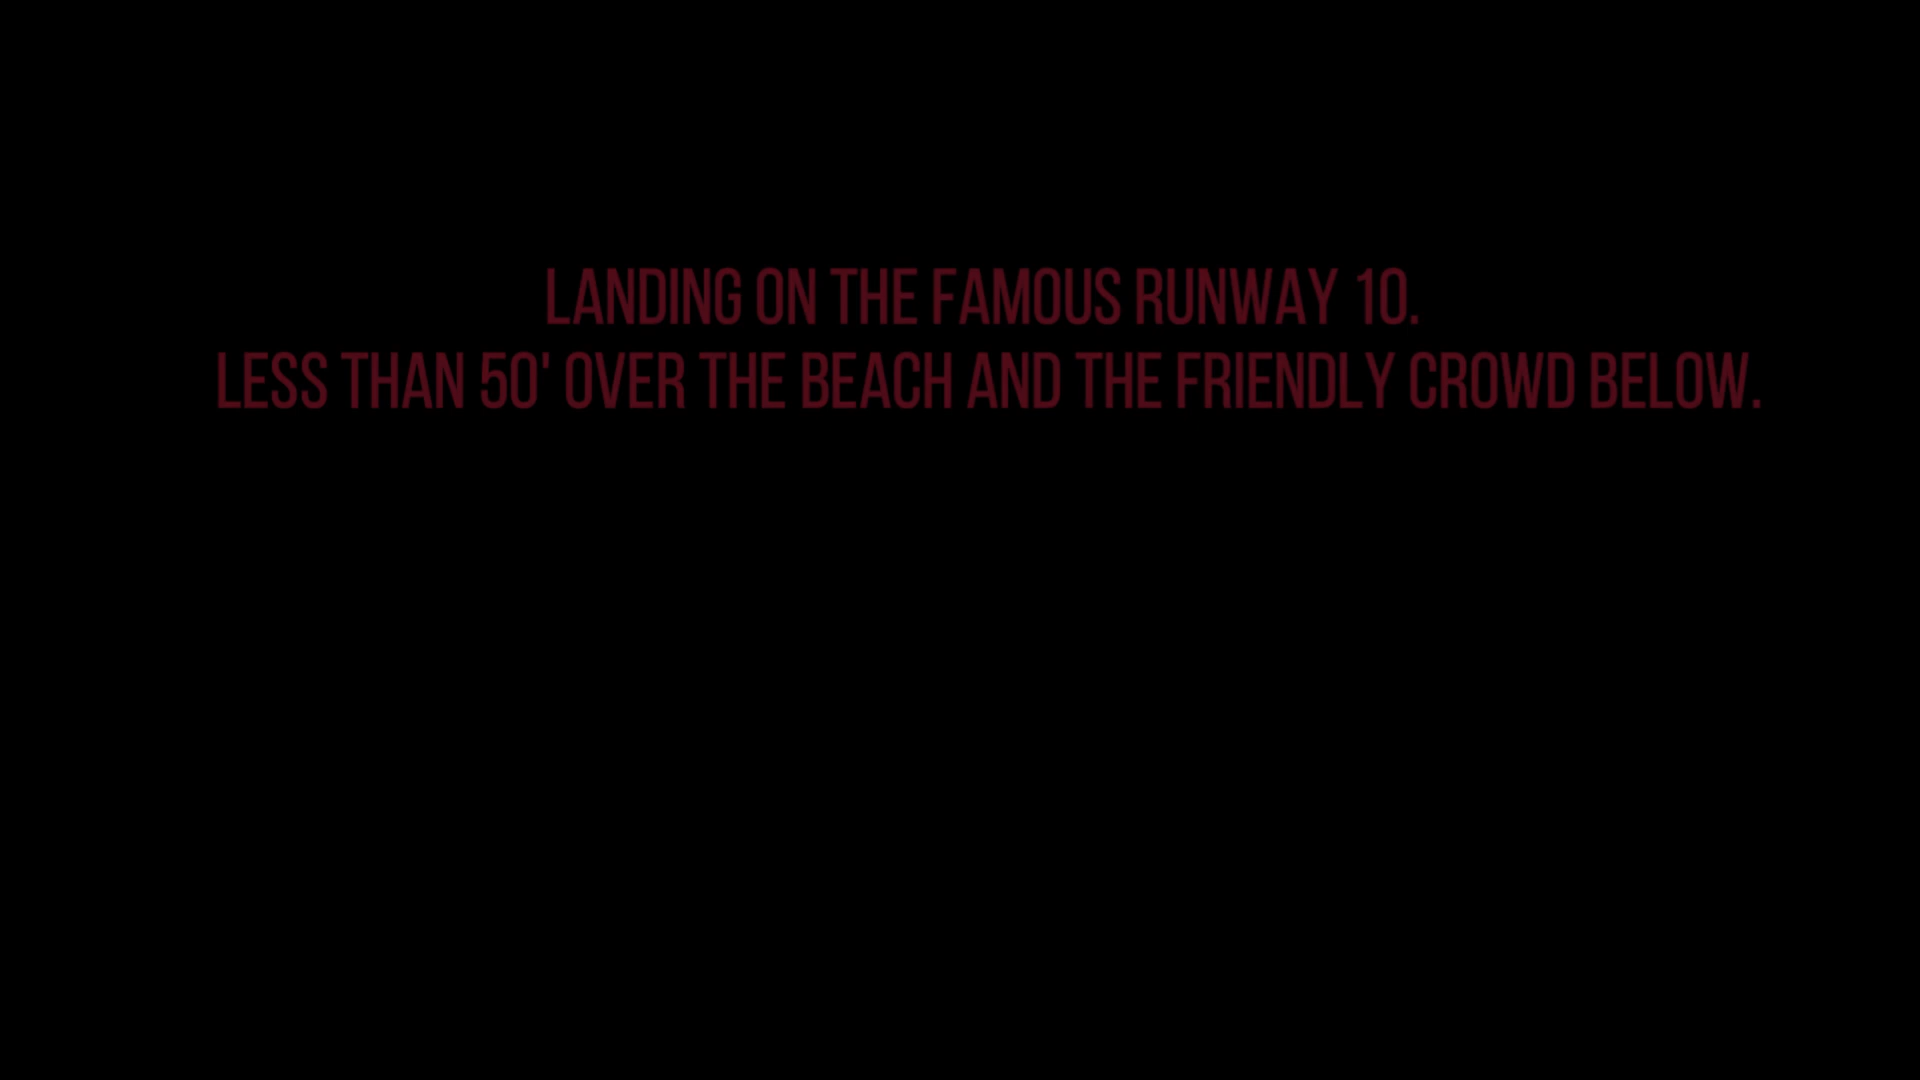 LANDING ON THE FAMOUS RUNWAY 10.
LESS THAN 50' OVER THE BEACH AND THE FRIENDLY CROWD BELOW.